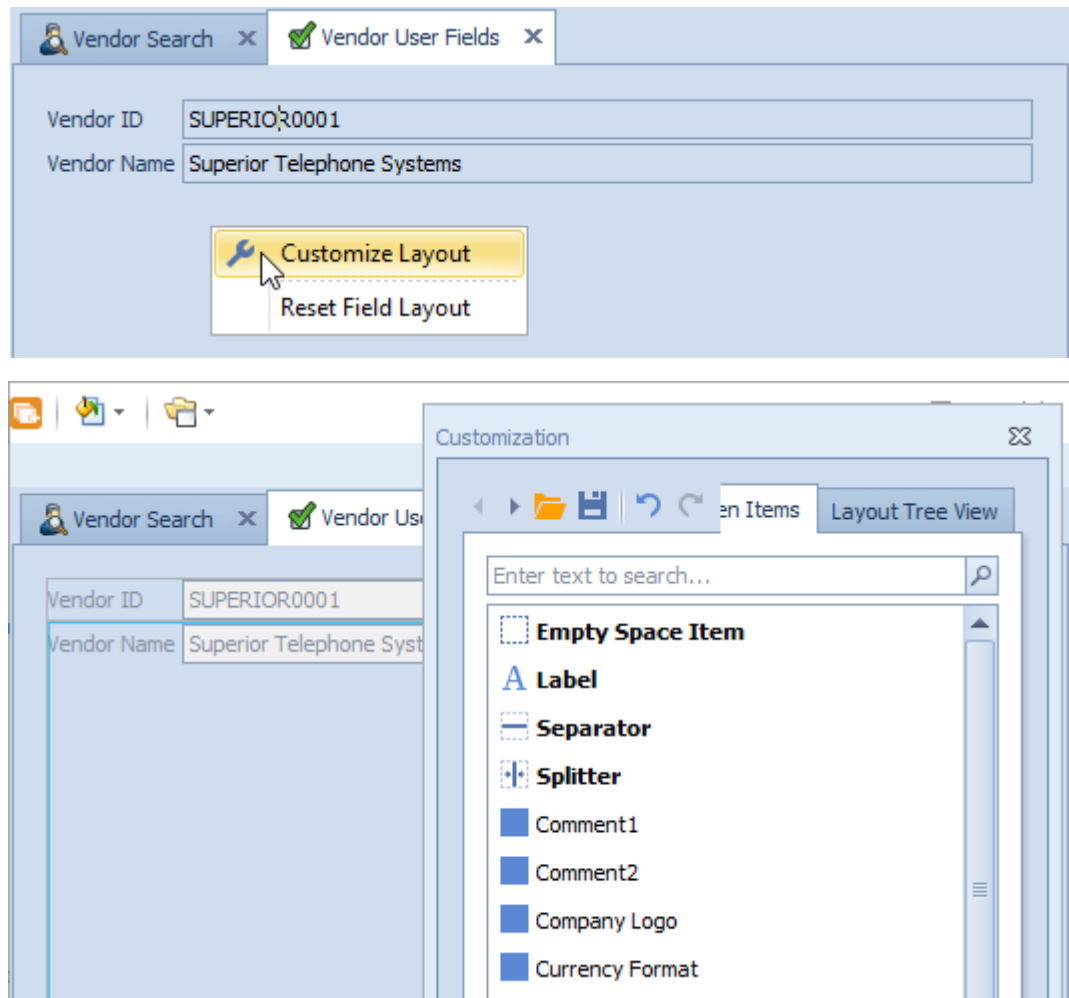 Vendor Search Vendor User Fields
Vendor ID SUPERIOR0001
Vendor Name Superior Telephone Systems
Customize Layout
Reset Field Layout
Customization
Vendor Search Vendor Us
en Items Layout Tree View
Enter text to search...
Vendor ID SUPERIOR0001
Vendor Name Superior Telephone Syst
Empty Space Item
A Label
Separator
Splitter
Comment1
Comment2
Company Logo
Currency Format